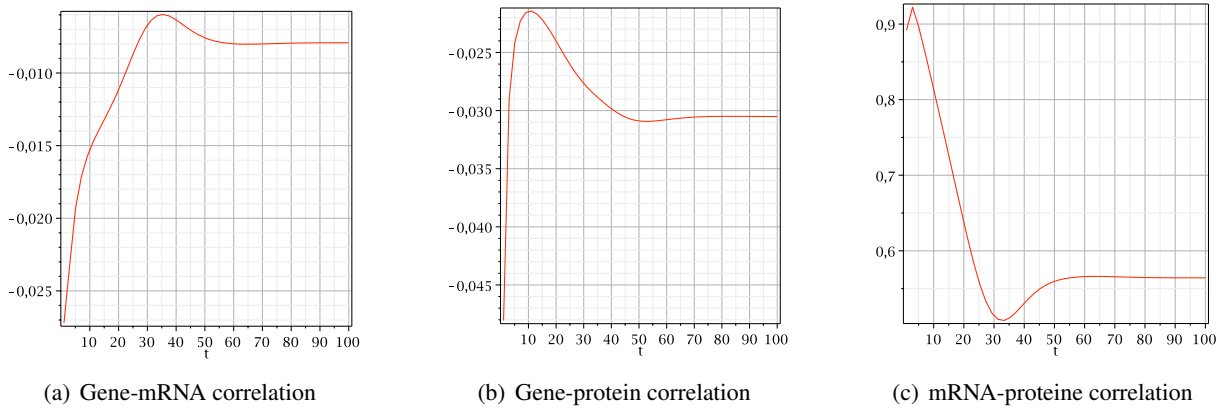 -0,010
-0,015
-0,020
-0,025
10 20 30 40 50 60 70 80 90 100
t
(a) Gene-mRNA correlation
-0,025
-0,030
-0,035
-0,040
-0,045
10 20 30 40 50 60 70 80 90 100
t
(b) Gene-protein correlation
0,9
0,8
0,7
0,6
10 20 30 40 50 60 70 80 90 100
t
(c) mRNA-proteine correlation